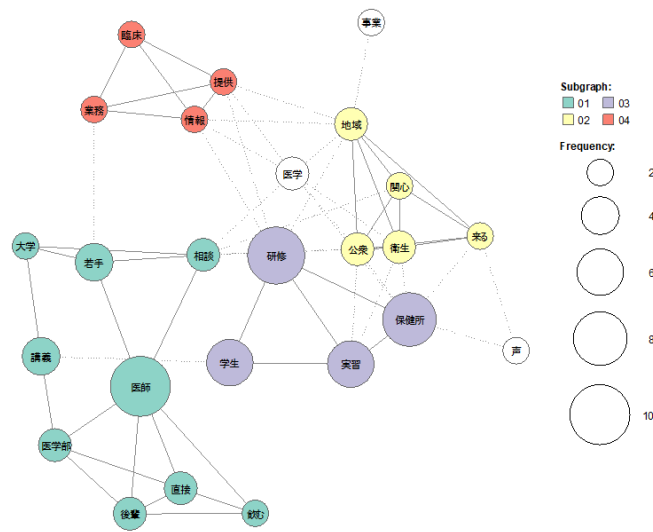 事業
臨床
提供
業務
情報
地域
医学
関心
大学
若手
相談
研修
公衆
衛生
来る
保健所
講義
学生
実習
声
医師
医学部
直接
後輩
飲む
Subgraph:
01 03
02 04
Frequency:
2
4
6
8
10